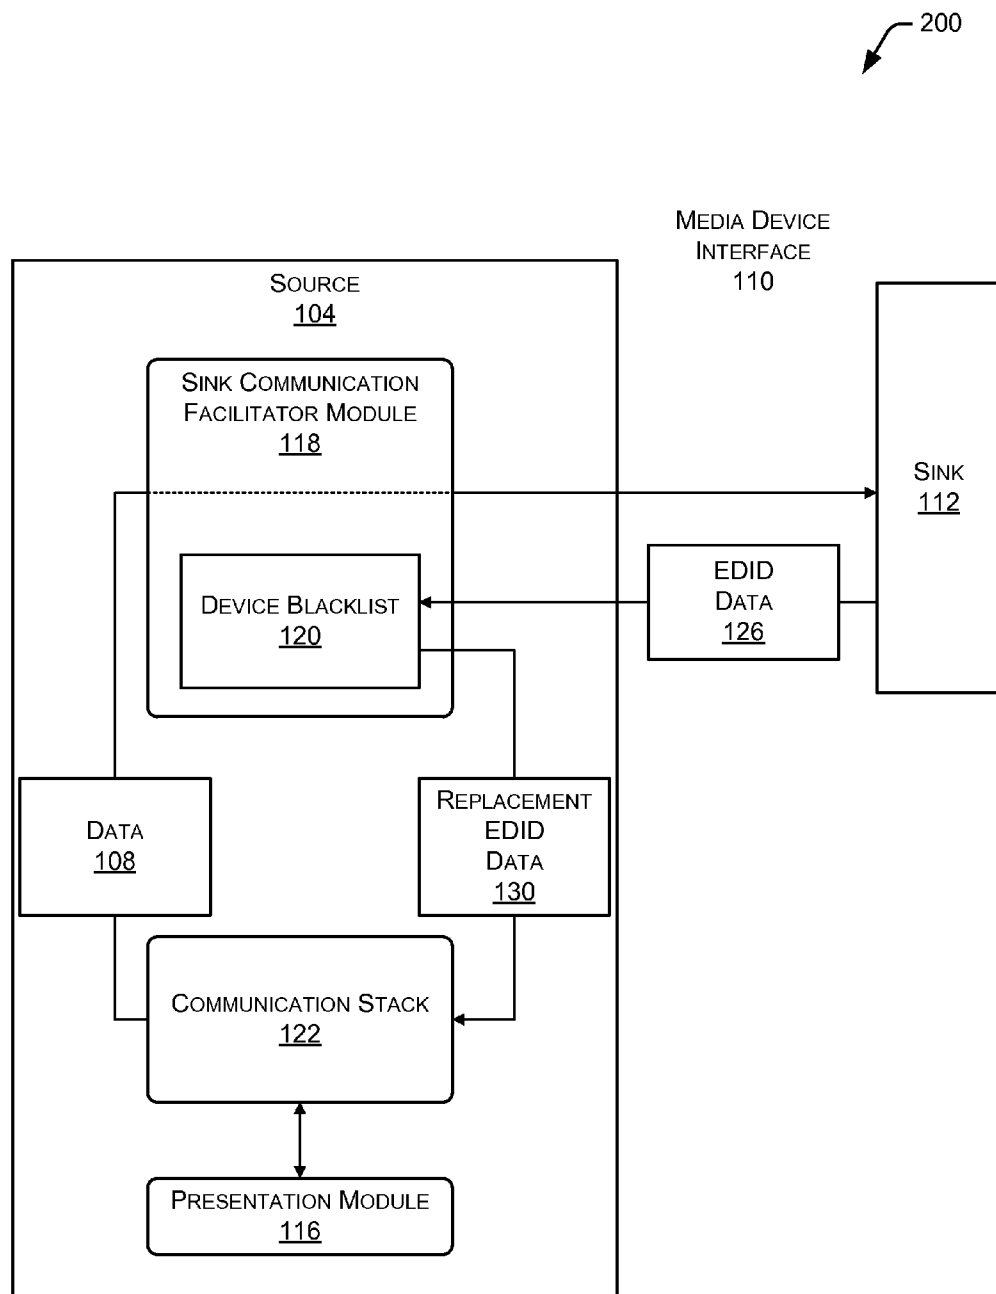 200
MEDIA DEVICE
INTERFACE
110
SOURCE
104
SINK COMMUNICATION
FACILITATOR MODULE
118
SINK
112
EDID
DATA
126
DEVICE BLACKLIST
120
DATA
108
REPLACEMENT
EDID
DATA
130
COMMUNICATION STACK
122
PRESENTATION MODULE
116